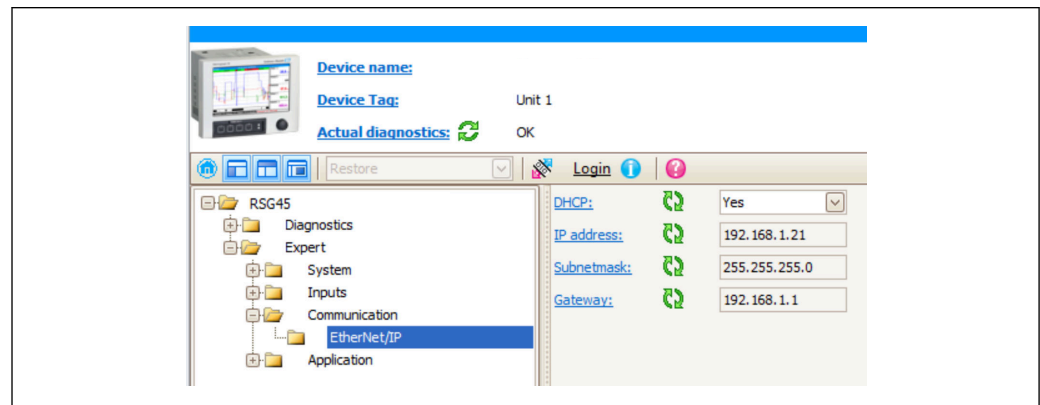 Device name:
Device Tag: Unit 1
Actual diagnostics: OK
Restore Login
RSG45
Diagnostics
Expert
System
Inputs
Communication
EtherNet/IP
Application
DHCP: Yes
IP address: 192.168.1.21
Subnetmask: 255.255.255.0
Gateway: 192.168.1.1